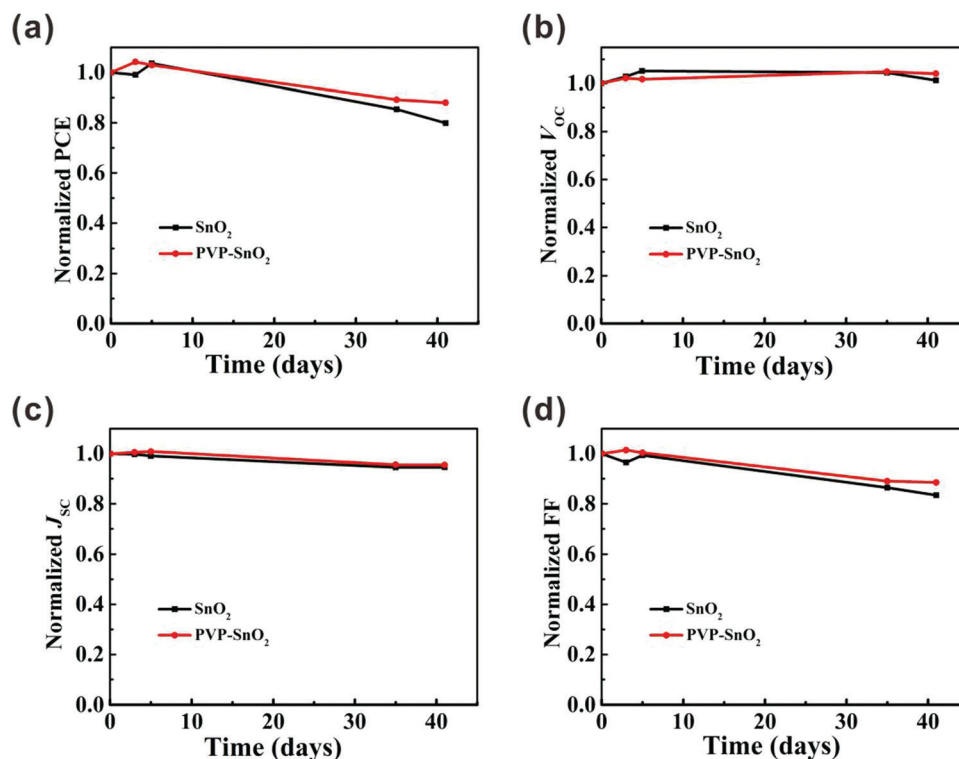 (a)
Normalized PCE
1.0
0.8
0.6
0.4
0.2
0.0
SnO₂
PVP-SnO₂
0 10 20 30 40
Time (days)
(b)
Normalized V_OC
1.0
0.8
0.6
0.4
0.2
0.0
SnO₂
PVP-SnO₂
0 10 20 30 40
Time (days)
(c)
Normalized J_SC
1.0
0.8
0.6
0.4
0.2
0.0
SnO₂
PVP-SnO₂
0 10 20 30 40
Time (days)
(d)
Normalized FF
1.0
0.8
0.6
0.4
0.2
0.0
SnO₂
PVP-SnO₂
0 10 20 30 40
Time (days)